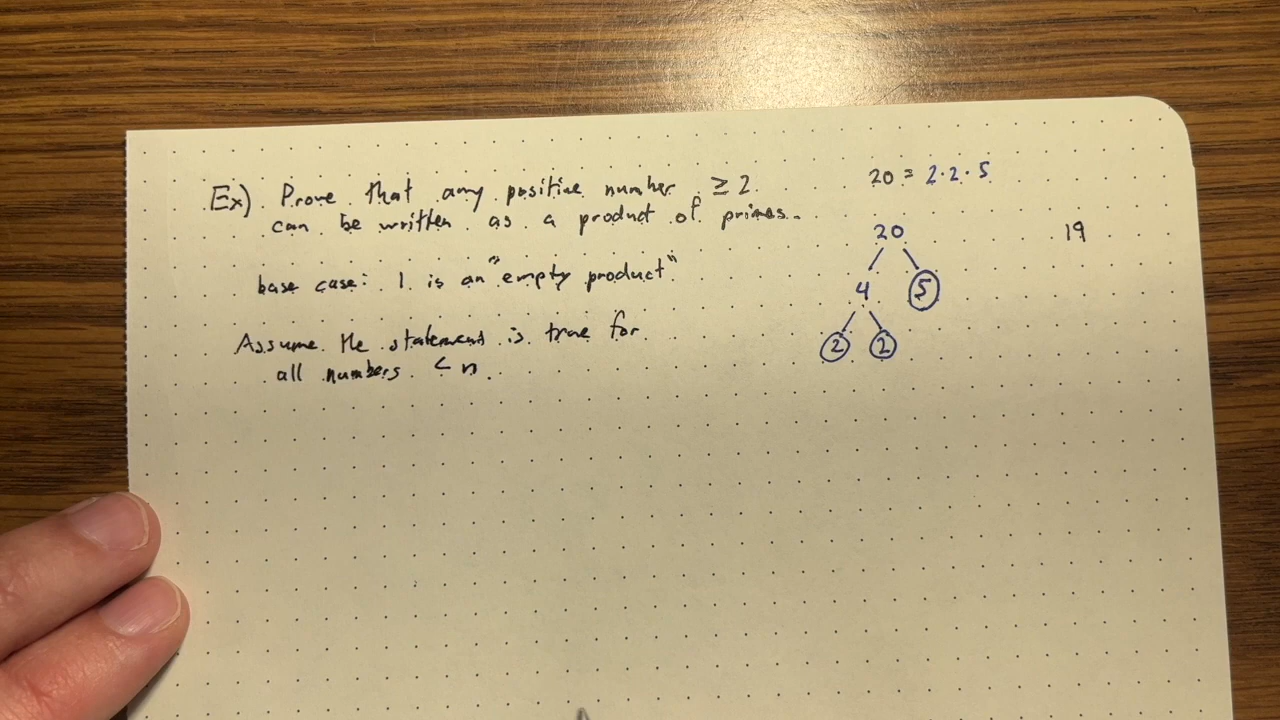 Ex) Prove that any positive number ≥ 2
can be written as a product of primes.
base case: 1 is an "empty product"
Assume the statement is true for
all numbers < n.
20 = 2·2·5
20
4 5
2 2
19